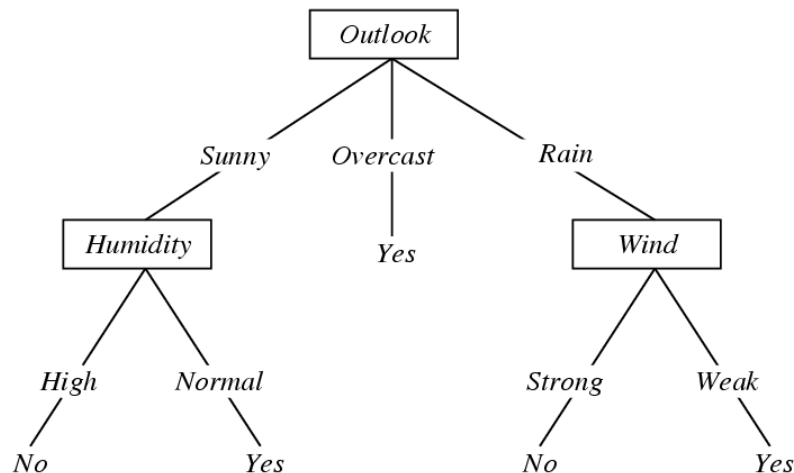 Outlook
Sunny Overcast Rain
Humidity Yes Wind
High Normal Strong Weak
No Yes No Yes